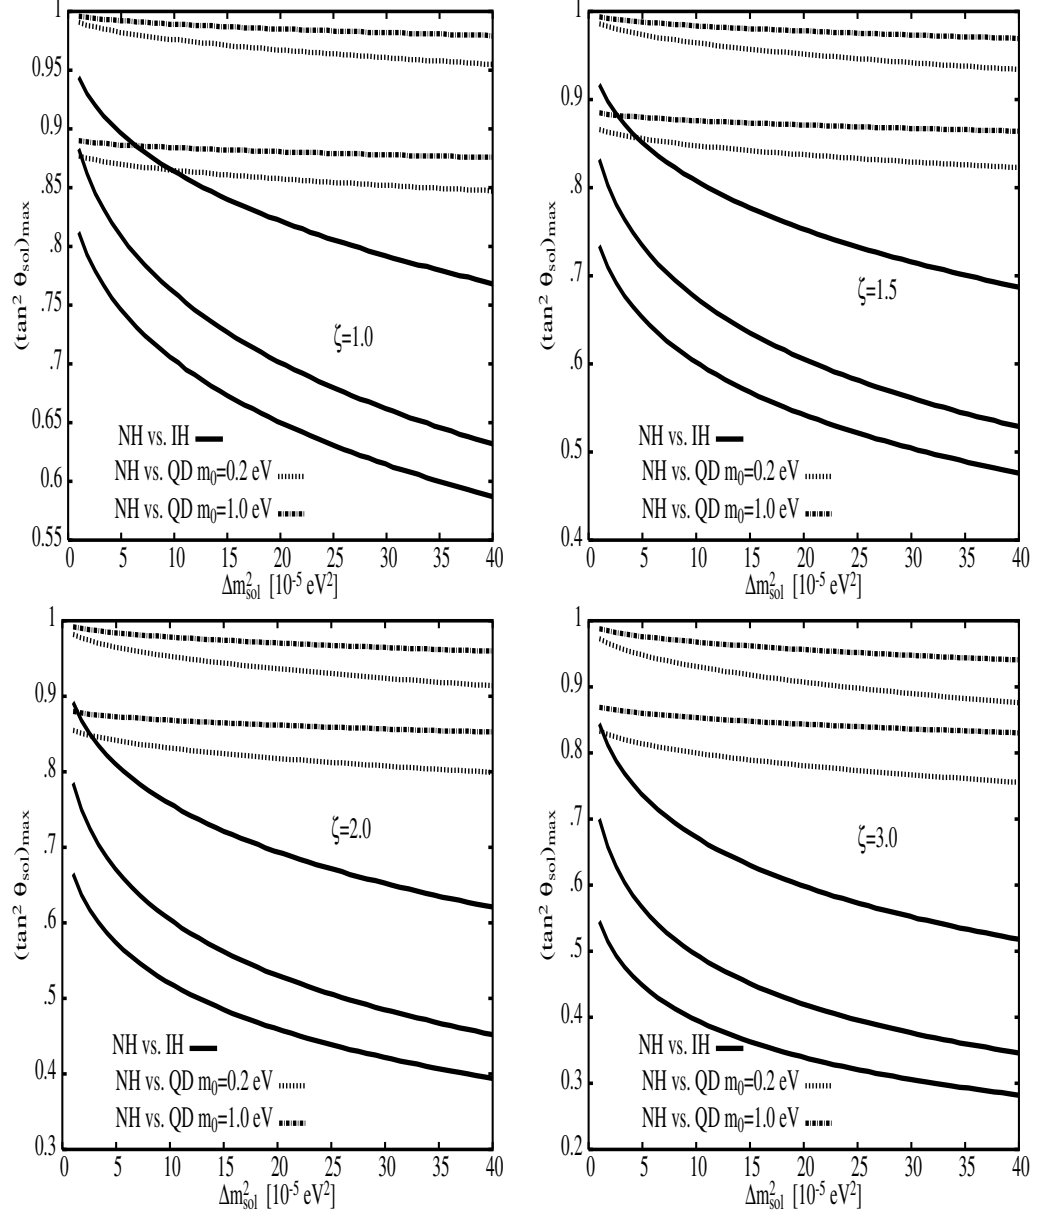 1
0.95
0.9
0.85
.8
0.75
.7
0.65
0.6
0.55
(tan² θsol)max
ζ=1.0
NH vs. IH
NH vs. QD m₀=0.2 eV
NH vs. QD m₀=1.0 eV
0 5 10 15 20 25 30 35 40
Δm²sol [10⁻⁵ eV²]
1
0.9
.8
.7
.6
0.5
0.4
(tan² θsol)max
ζ=1.5
NH vs. IH
NH vs. QD m₀=0.2 eV
NH vs. QD m₀=1.0 eV
0 5 10 15 20 25 30 35 40
Δm²sol [10⁻⁵ eV²]
1
0.9
.8
.7
.6
.5
0.4
0.3
(tan² θsol)max
ζ=2.0
NH vs. IH
NH vs. QD m₀=0.2 eV
NH vs. QD m₀=1.0 eV
0 5 10 15 20 25 30 35 40
Δm²sol [10⁻⁵ eV²]
1
0.9
0.8
.7
.6
.5
0.4
0.3
0.2
(tan² θsol)max
ζ=3.0
NH vs. IH
NH vs. QD m₀=0.2 eV
NH vs. QD m₀=1.0 eV
0 5 10 15 20 25 30 35 40
Δm²sol [10⁻⁵ eV²]